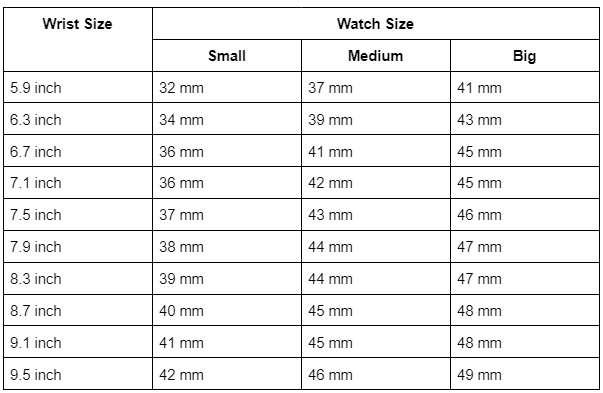 Wrist Size Watch Size
Small Medium Big
5.9 inch 32 mm 37 mm 41 mm
6.3 inch 34 mm 39 mm 43 mm
6.7 inch 36 mm 41 mm 45 mm
7.1 inch 36 mm 42 mm 45 mm
7.5 inch 37 mm 43 mm 46 mm
7.9 inch 38 mm 44 mm 47 mm
8.3 inch 39 mm 44 mm 47 mm
8.7 inch 40 mm 45 mm 48 mm
9.1 inch 41 mm 45 mm 48 mm
9.5 inch 42 mm 46 mm 49 mm